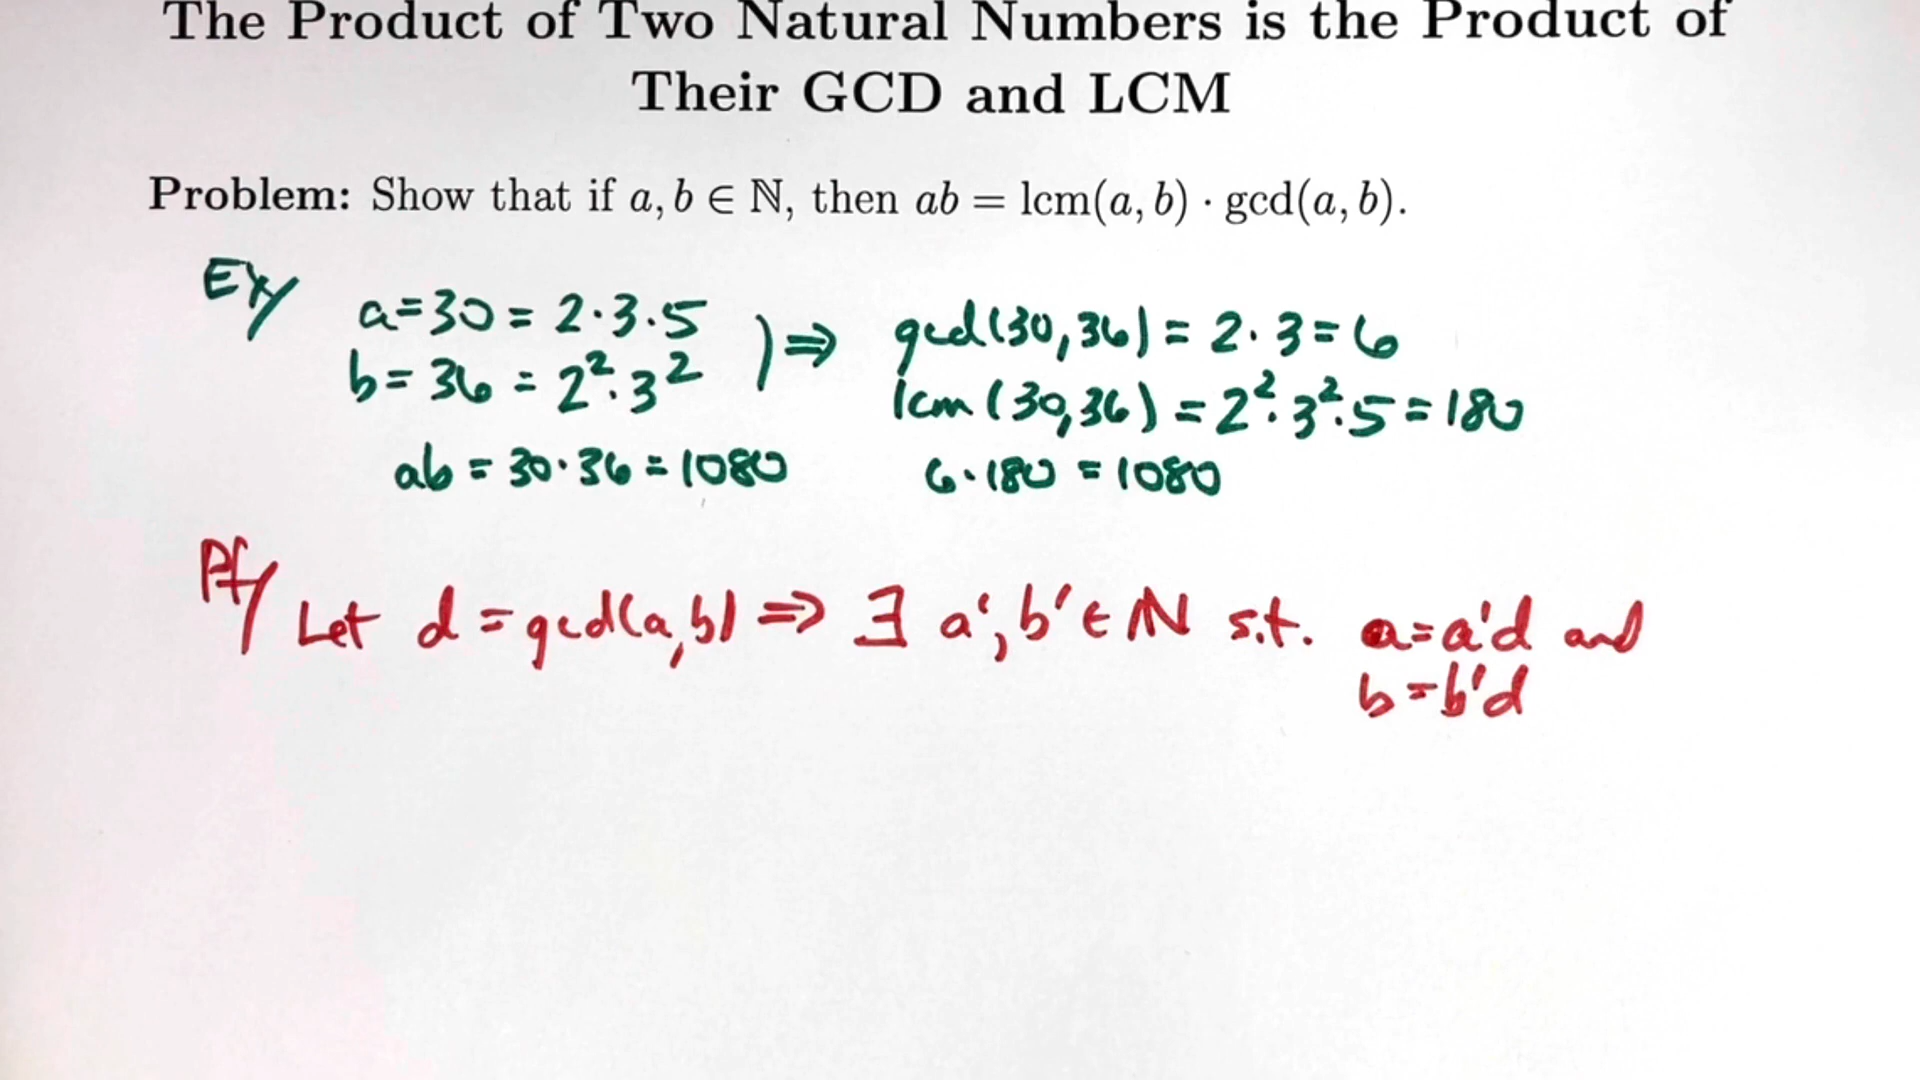 The Product of Two Natural Numbers is the Product of
Their GCD and LCM
Problem: Show that if a, b ∈ ℕ, then ab = lcm(a, b) · gcd(a, b).
Ex/
a=30 = 2·3·5
b = 36 = 2²·3²
) ⇒
gcd(30,36) = 2·3=6
lcm(30,36) = 2²·3²·5=180
ab = 30·36 = 1080
6·180 = 1080
Pf/
Let d = gcd(a,b) ⇒ ∃ a', b' ∈ ℕ s.t. a=a'd and
b=b'd